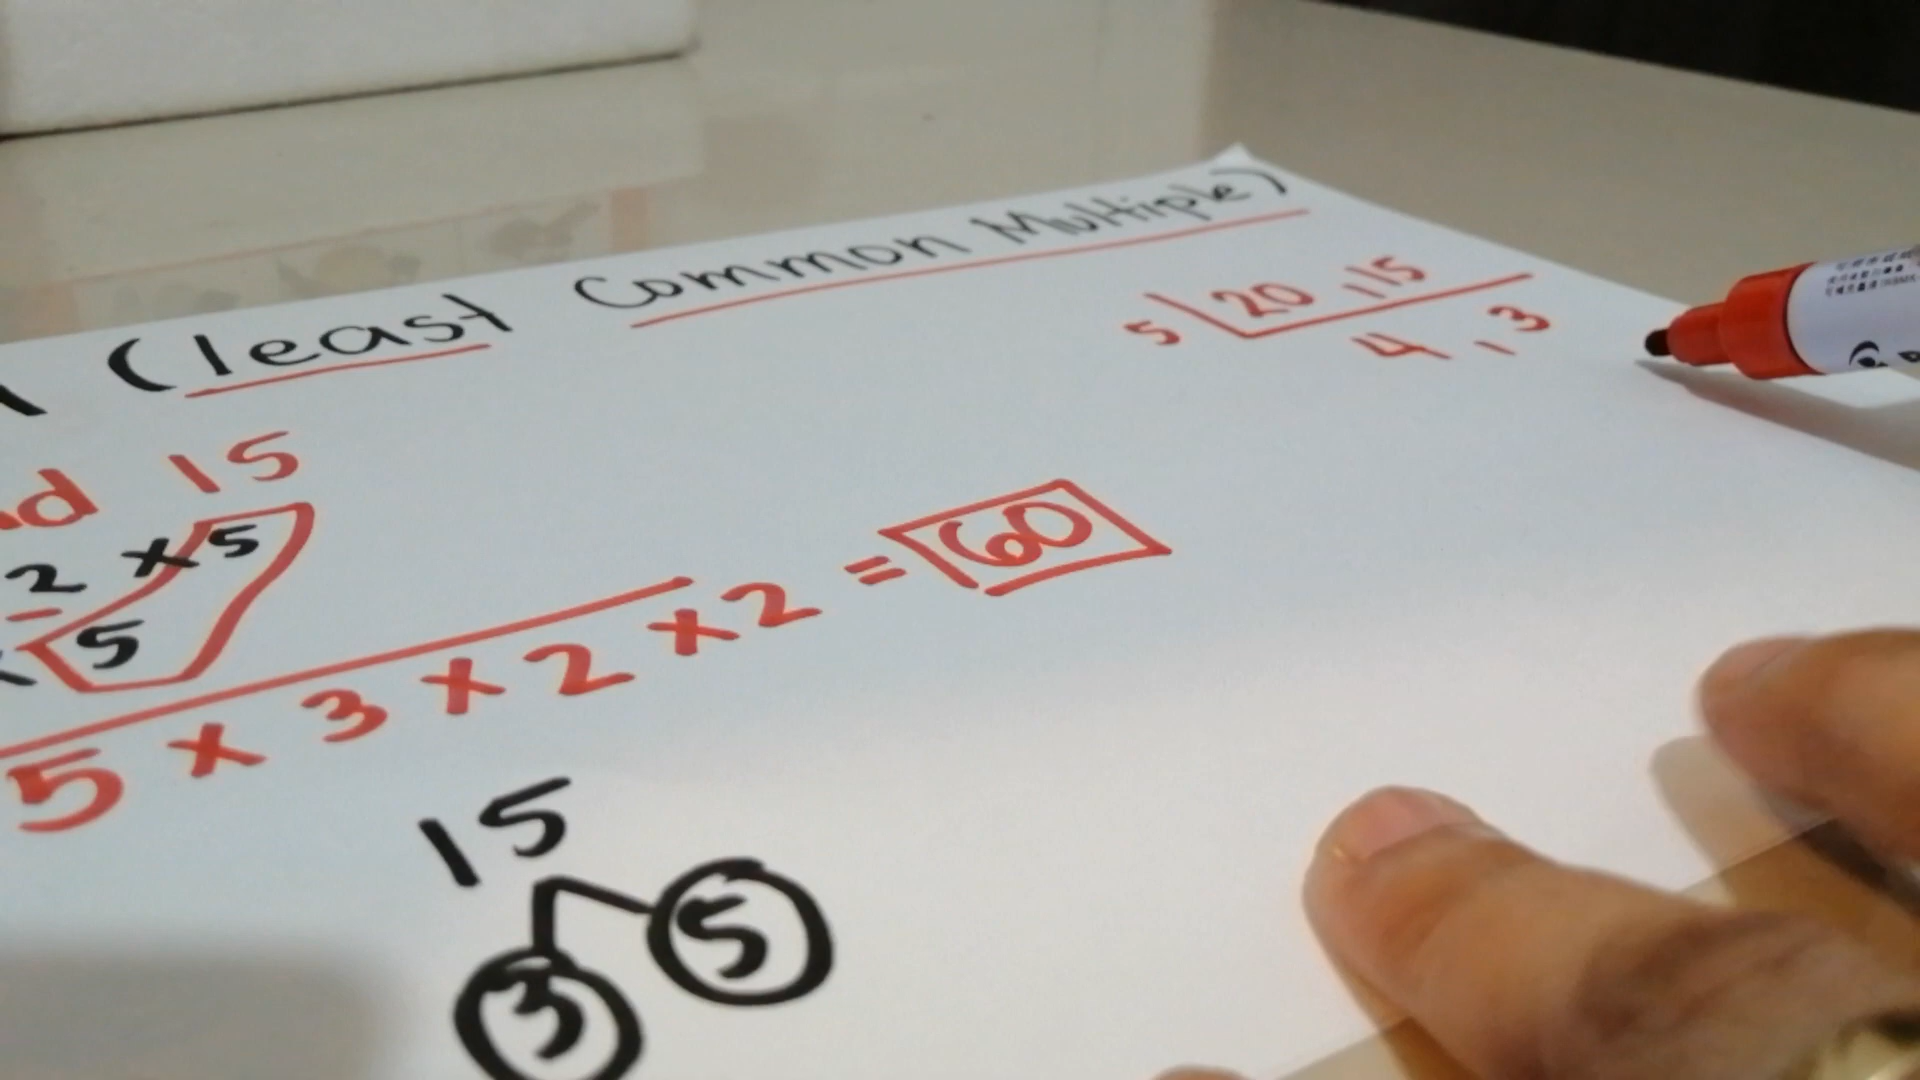 (least Common Multiple)
5 20 , 15
4 , 3
nd 15
2 × 5
× 5
5 × 3 × 2 × 2 = 60
15
3 5